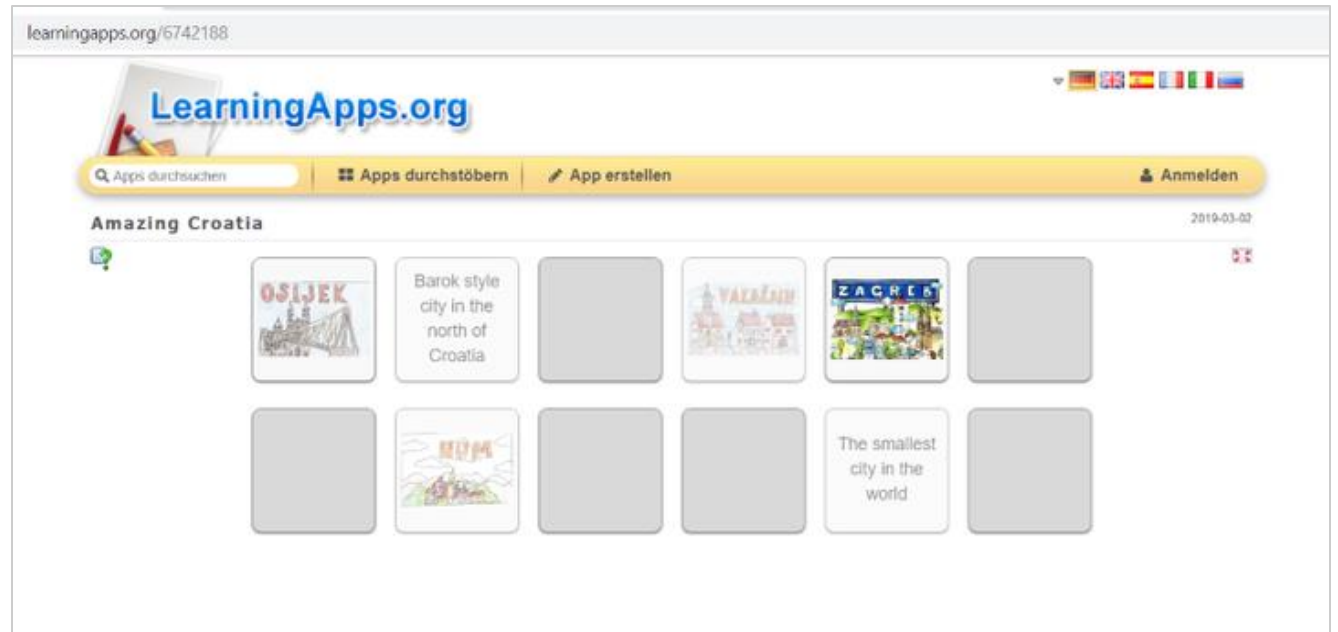 learningapps.org/6742188
LearningApps.org
Apps durchsuchen
Apps durchstöbern
App erstellen
Anmelden
Amazing Croatia
2019-03-02
OSIJEK
Barok style
city in the
north of
Croatia
VARAŽDIN
ZAGREB
HUM
The smallest
city in the
world